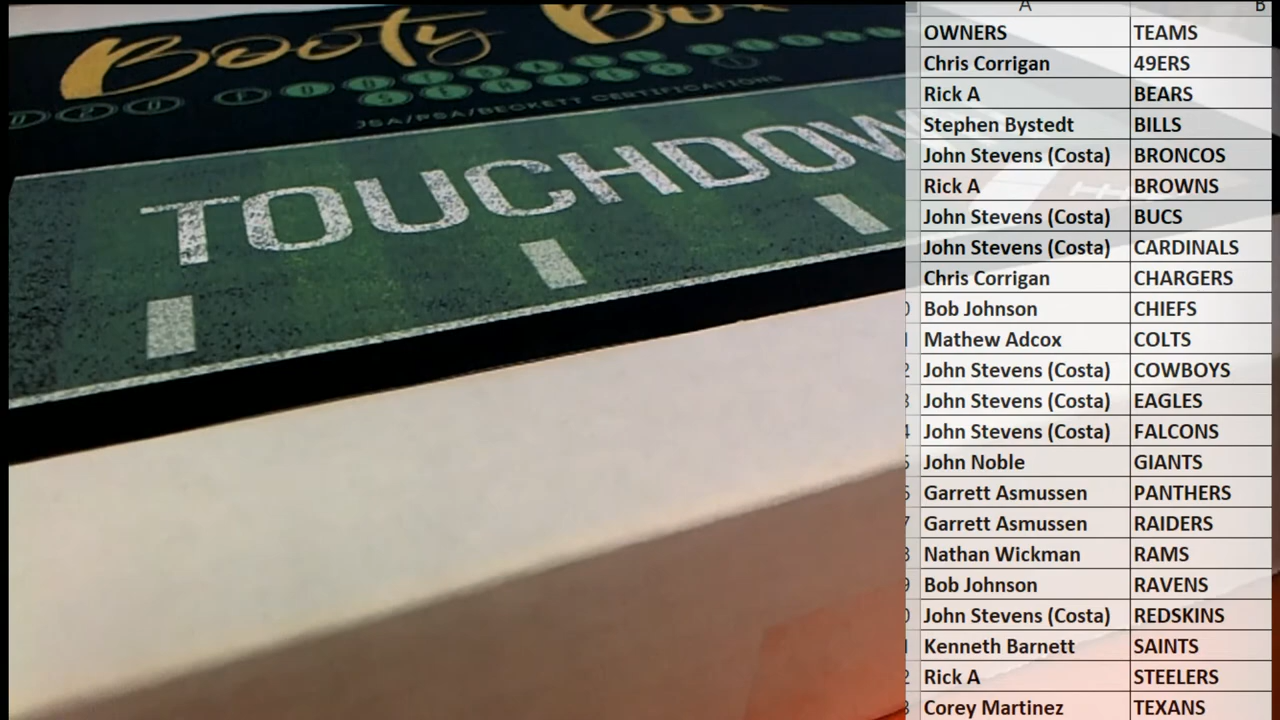 Booty Box
FOOTBALL
SERIES
JSA/PSA/BECKETT CERTIFICATIONS
TOUCHDOW
A B
OWNERS TEAMS
Chris Corrigan 49ERS
Rick A BEARS
Stephen Bystedt BILLS
John Stevens (Costa) BRONCOS
Rick A BROWNS
John Stevens (Costa) BUCS
John Stevens (Costa) CARDINALS
Chris Corrigan CHARGERS
Bob Johnson CHIEFS
Mathew Adcox COLTS
John Stevens (Costa) COWBOYS
John Stevens (Costa) EAGLES
John Stevens (Costa) FALCONS
John Noble GIANTS
Garrett Asmussen PANTHERS
Garrett Asmussen RAIDERS
Nathan Wickman RAMS
Bob Johnson RAVENS
John Stevens (Costa) REDSKINS
Kenneth Barnett SAINTS
Rick A STEELERS
Corey Martinez TEXANS